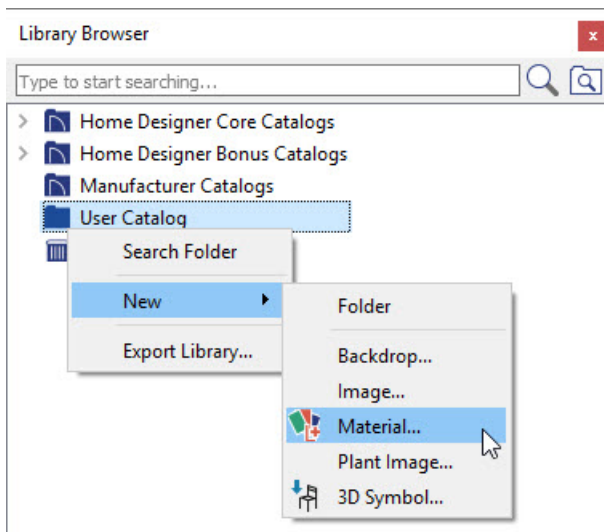 Library Browser
x
Type to start searching...
Home Designer Core Catalogs
Home Designer Bonus Catalogs
Manufacturer Catalogs
User Catalog
Search Folder
New
Export Library...
Folder
Backdrop...
Image...
Material...
Plant Image...
3D Symbol...